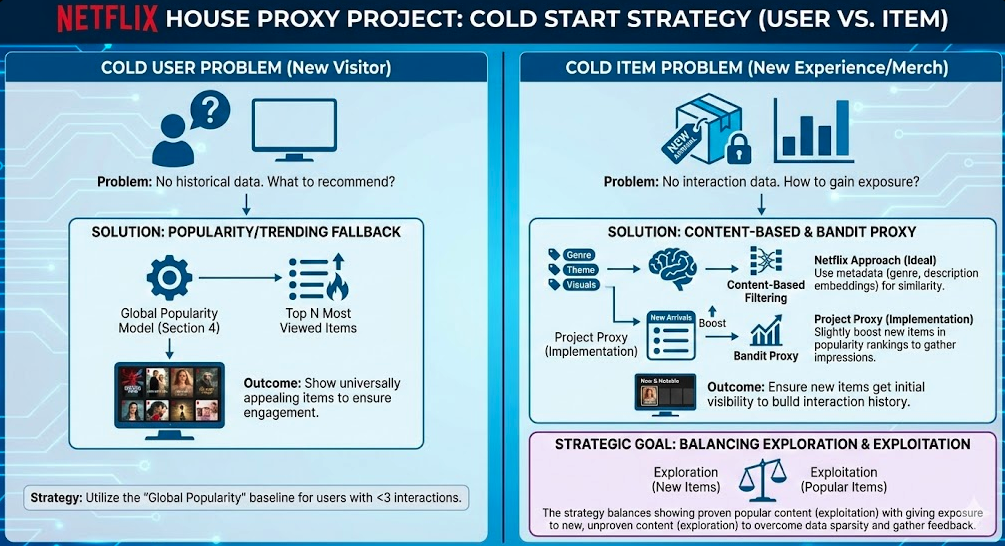 NETFLIX HOUSE PROXY PROJECT: COLD START STRATEGY (USER VS. ITEM)
COLD USER PROBLEM (New Visitor)
Problem: No historical data. What to recommend?
SOLUTION: POPULARITY/TRENDING FALLBACK
Global Popularity
Model (Section 4)
Top N Most
Viewed Items
Outcome: Show universally
appealing items to ensure
engagement.
Strategy: Utilize the "Global Popularity" baseline for users with <3 interactions.
COLD ITEM PROBLEM (New Experience/Merch)
NEW
ARRIVAL
Problem: No interaction data. How to gain exposure?
SOLUTION: CONTENT-BASED & BANDIT PROXY
Genre
Theme
Visuals
Content-Based
Filtering
Netflix Approach (Ideal)
Use metadata (genre, description
embeddings) for similarity.
Project Proxy
(Implementation)
New Arrivals
Boost
Bandit Proxy
Project Proxy (Implementation)
Slightly boost new items in
popularity rankings to gather
impressions.
Now & Notable
Outcome: Ensure new items get initial
visibility to build interaction history.
STRATEGIC GOAL: BALANCING EXPLORATION & EXPLOITATION
Exploration
(New Items)
Exploitation
(Popular Items)
The strategy balances showing proven popular content (exploitation) with giving exposure
to new, unproven content (exploration) to overcome data sparsity and gather feedback.